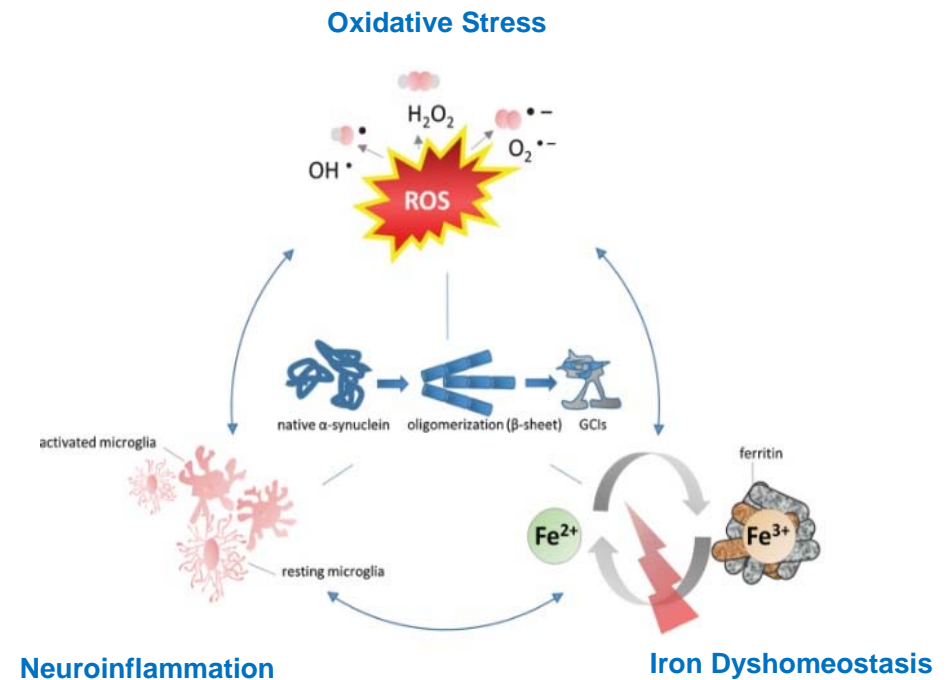 Oxidative Stress
H₂O₂
• −
•
O₂ •−
OH •
ROS
native α-synuclein
oligomerization (β-sheet)
GCIs
activated microglia
ferritin
Fe²⁺
Fe³⁺
resting microglia
Neuroinflammation
Iron Dyshomeostasis